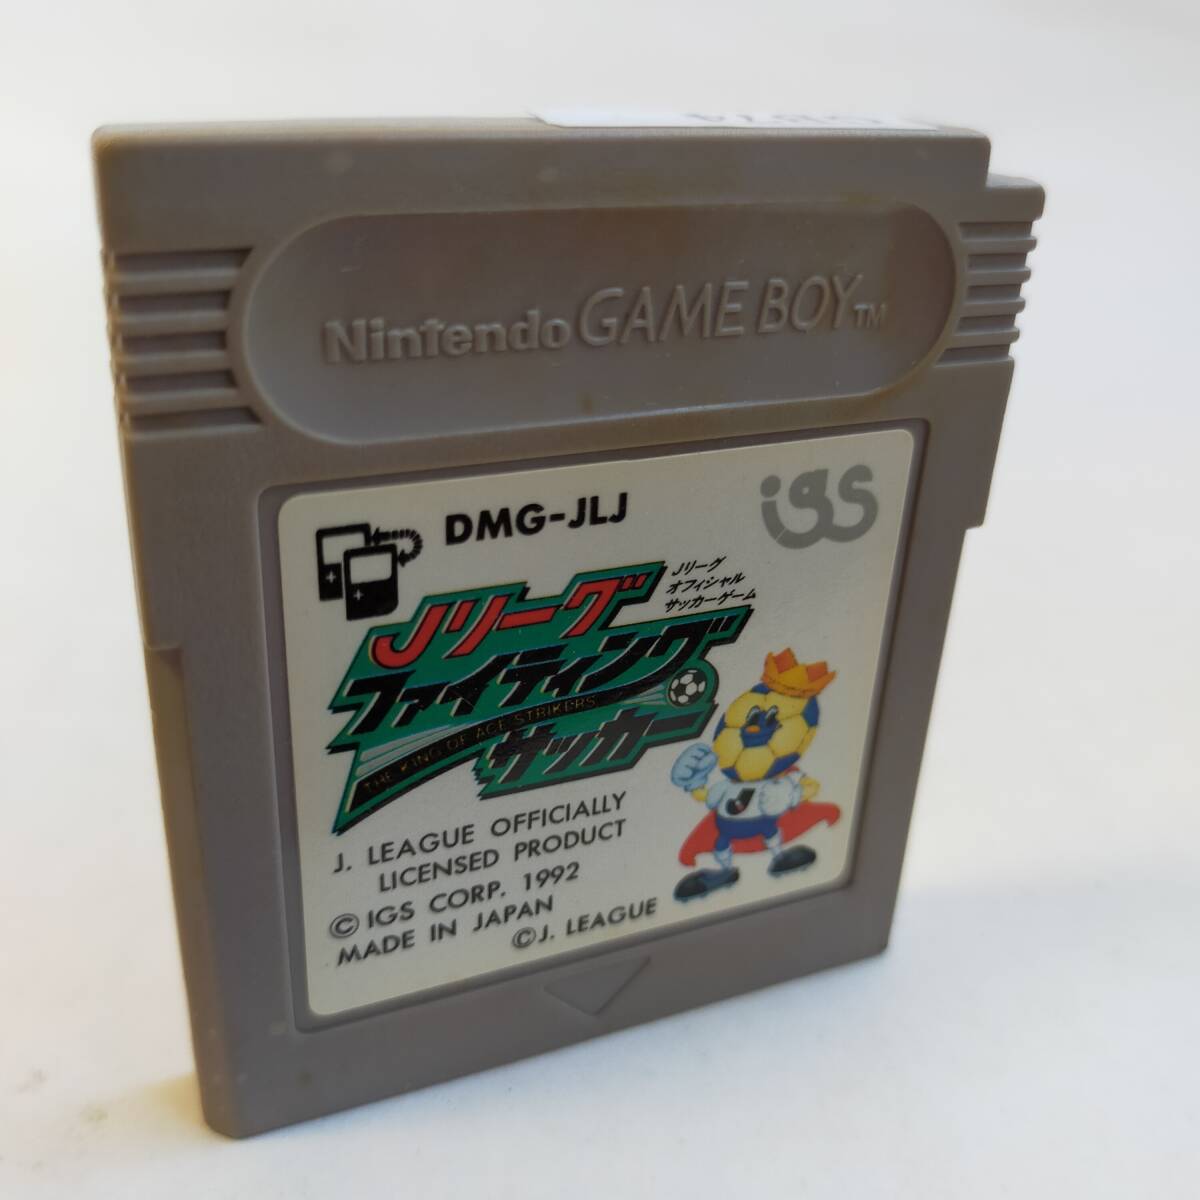 Nintendo GAME BOY™
DMG-JLJ
igs
Jリーグ
オフィシャル
サッカーゲーム
Jリーグ
ファイティング
サッカー
THE KING OF ACE STRIKERS
J
J. LEAGUE OFFICIALLY
LICENSED PRODUCT
©IGS CORP. 1992
MADE IN JAPAN
©J. LEAGUE